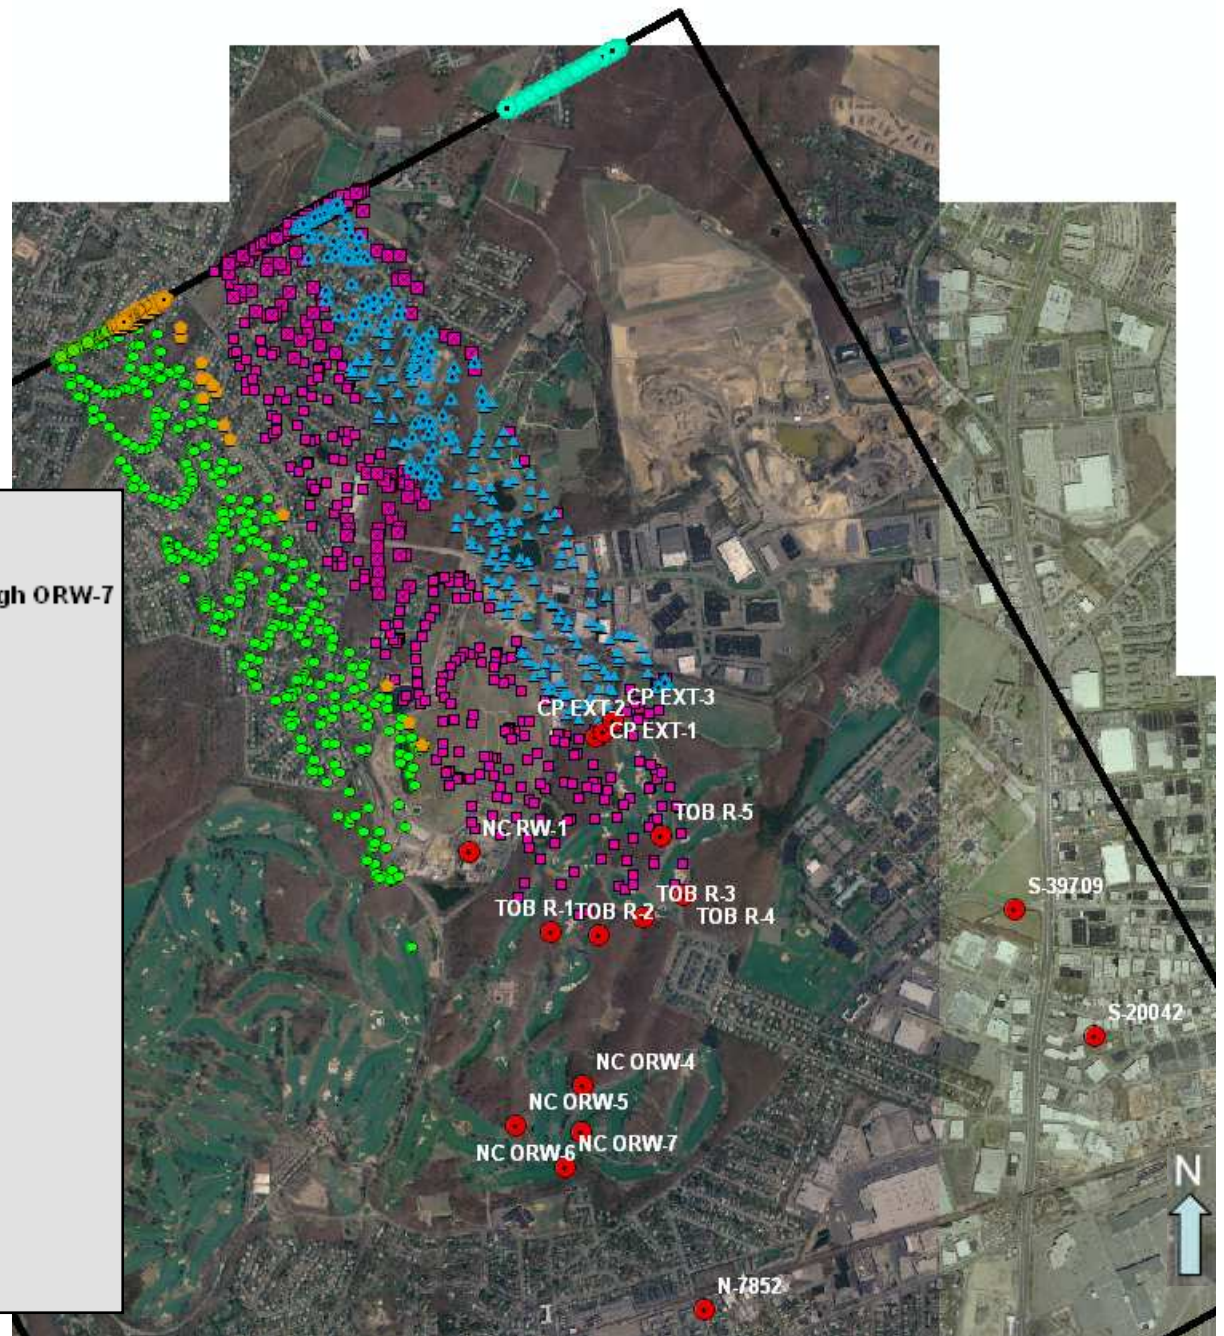 gh ORW-7
CP EXT-3
CP EXT-2
CP EXT-1
TOB R-5
NC RW-1
TOB R-3
S-39709
TOB R-1
TOB R-2
TOB R-4
S-20042
NC ORW-4
NC ORW-5
NC ORW-7
NC ORW-6
N
N-7852